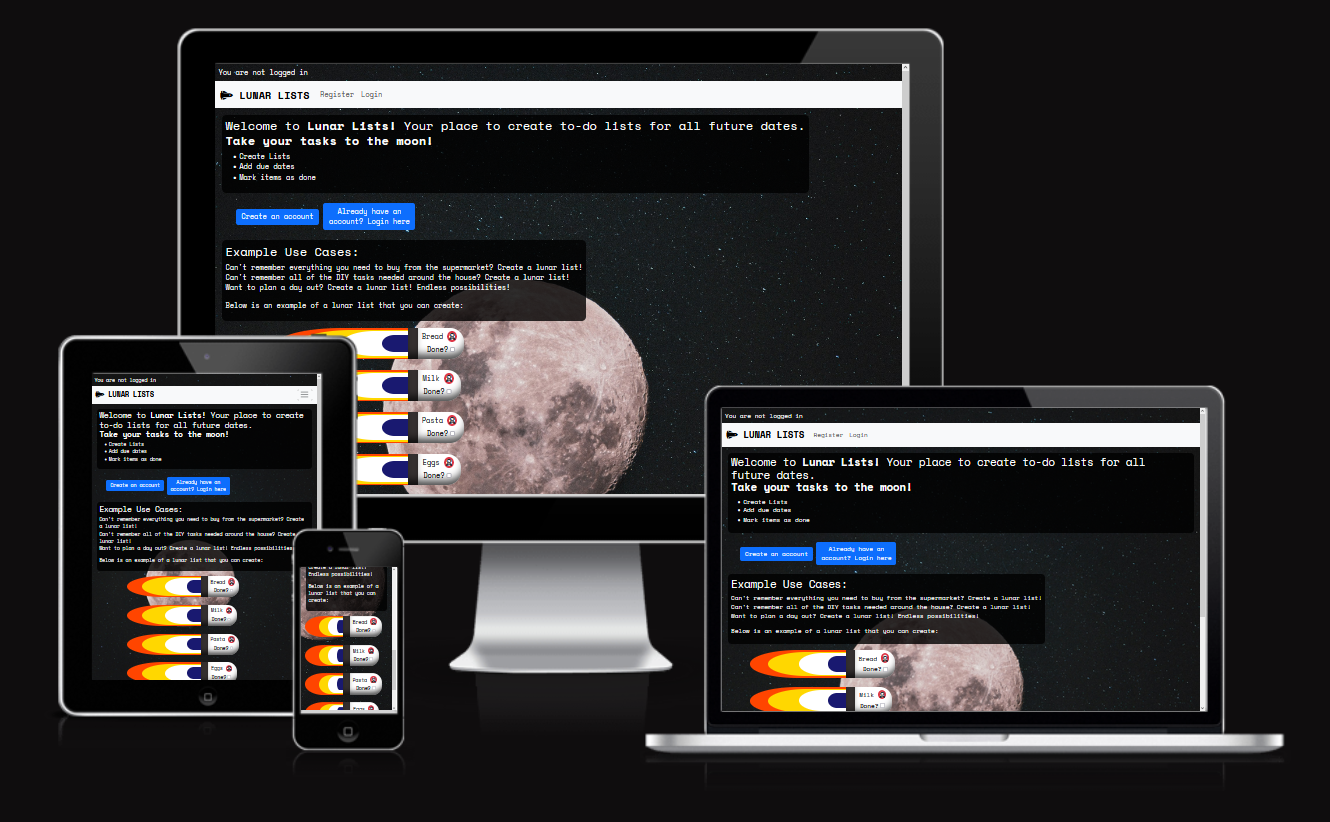 You are not logged in
LUNAR LISTS Register Login
Welcome to Lunar Lists! Your place to create to-do lists for all future dates.
Take your tasks to the moon!
• Create Lists
• Add due dates
• Mark items as done
Create an account
Already have an
account? Login here
Example Use Cases:
Can't remember everything you need to buy from the supermarket? Create a lunar list!
Can't remember all of the DIY tasks needed around the house? Create a lunar list!
Want to plan a day out? Create a lunar list! Endless possibilities!
Below is an example of a lunar list that you can create:
Bread
Done?
Milk
Done?
Pasta
Done?
Eggs
Done?
You are not logged in
LUNAR LISTS
Welcome to Lunar Lists! Your place to create
to-do lists for all future dates.
Take your tasks to the moon!
• Create Lists
• Add due dates
• Mark items as done
Create an account
Already have an
account? Login here
Example Use Cases:
Can't remember everything you need to buy from the supermarket? Create
a lunar list!
Can't remember all of the DIY tasks needed around the house? Create
lunar list!
Want to plan a day out? Create a lunar list! Endless possibilities
Below is an example of a lunar list that you can create:
Bread
Done?
Milk
Done?
Pasta
Done?
Eggs
Done?
Create a lunar list!
Endless possibilities!
Below is an example of a
lunar list that you can
create:
Bread
Done?
Milk
Done?
Pasta
Done?
Eggs
You are not logged in
LUNAR LISTS Register Login
Welcome to Lunar Lists! Your place to create to-do lists for all
future dates.
Take your tasks to the moon!
• Create Lists
• Add due dates
• Mark items as done
Create an account
Already have an
account? Login here
Example Use Cases:
Can't remember everything you need to buy from the supermarket? Create a lunar list!
Can't remember all of the DIY tasks needed around the house? Create a lunar list!
Want to plan a day out? Create a lunar list! Endless possibilities!
Below is an example of a lunar list that you can create:
Bread
Done?
Milk
Done?